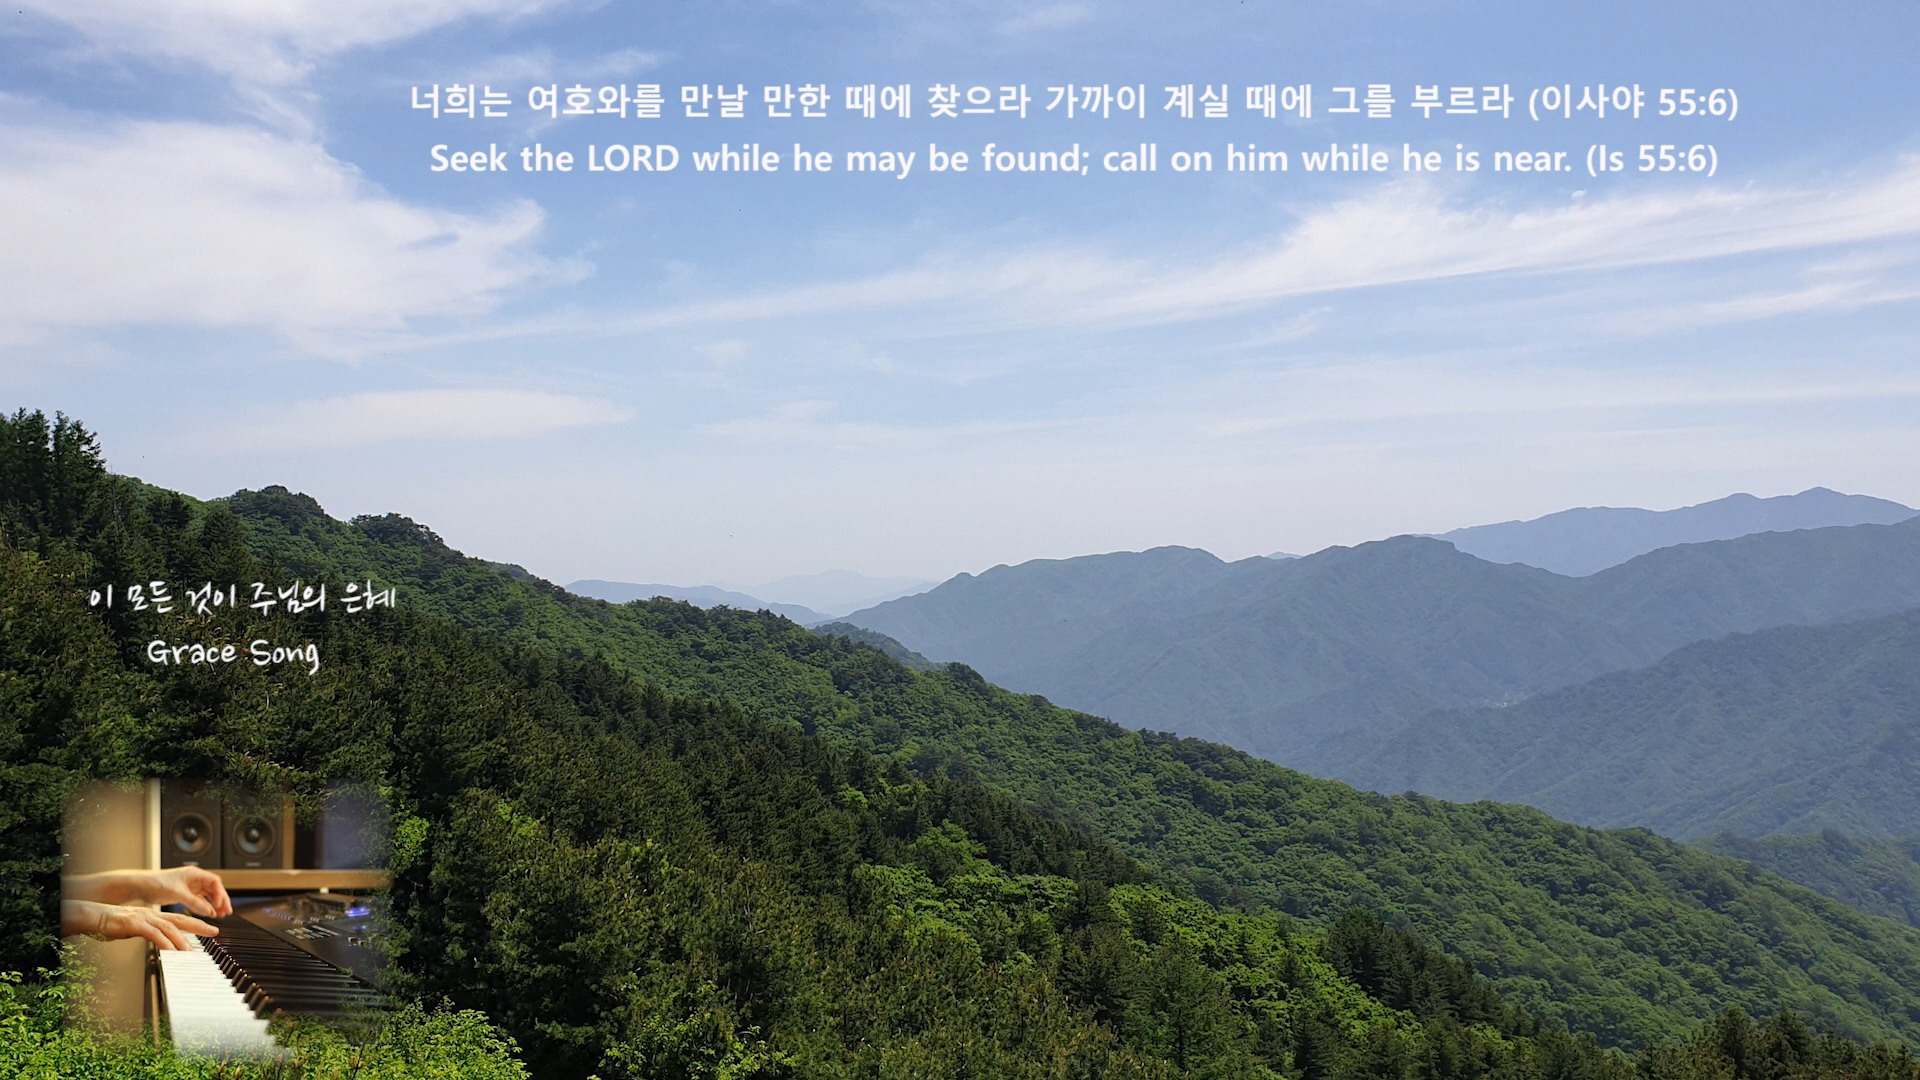 너희는 여호와를 만날 만한 때에 찾으라 가까이 계실 때에 그를 부르라 (이사야 55:6)
Seek the LORD while he may be found; call on him while he is near. (Is 55:6)
이 모든 것이 주님의 은혜
Grace Song